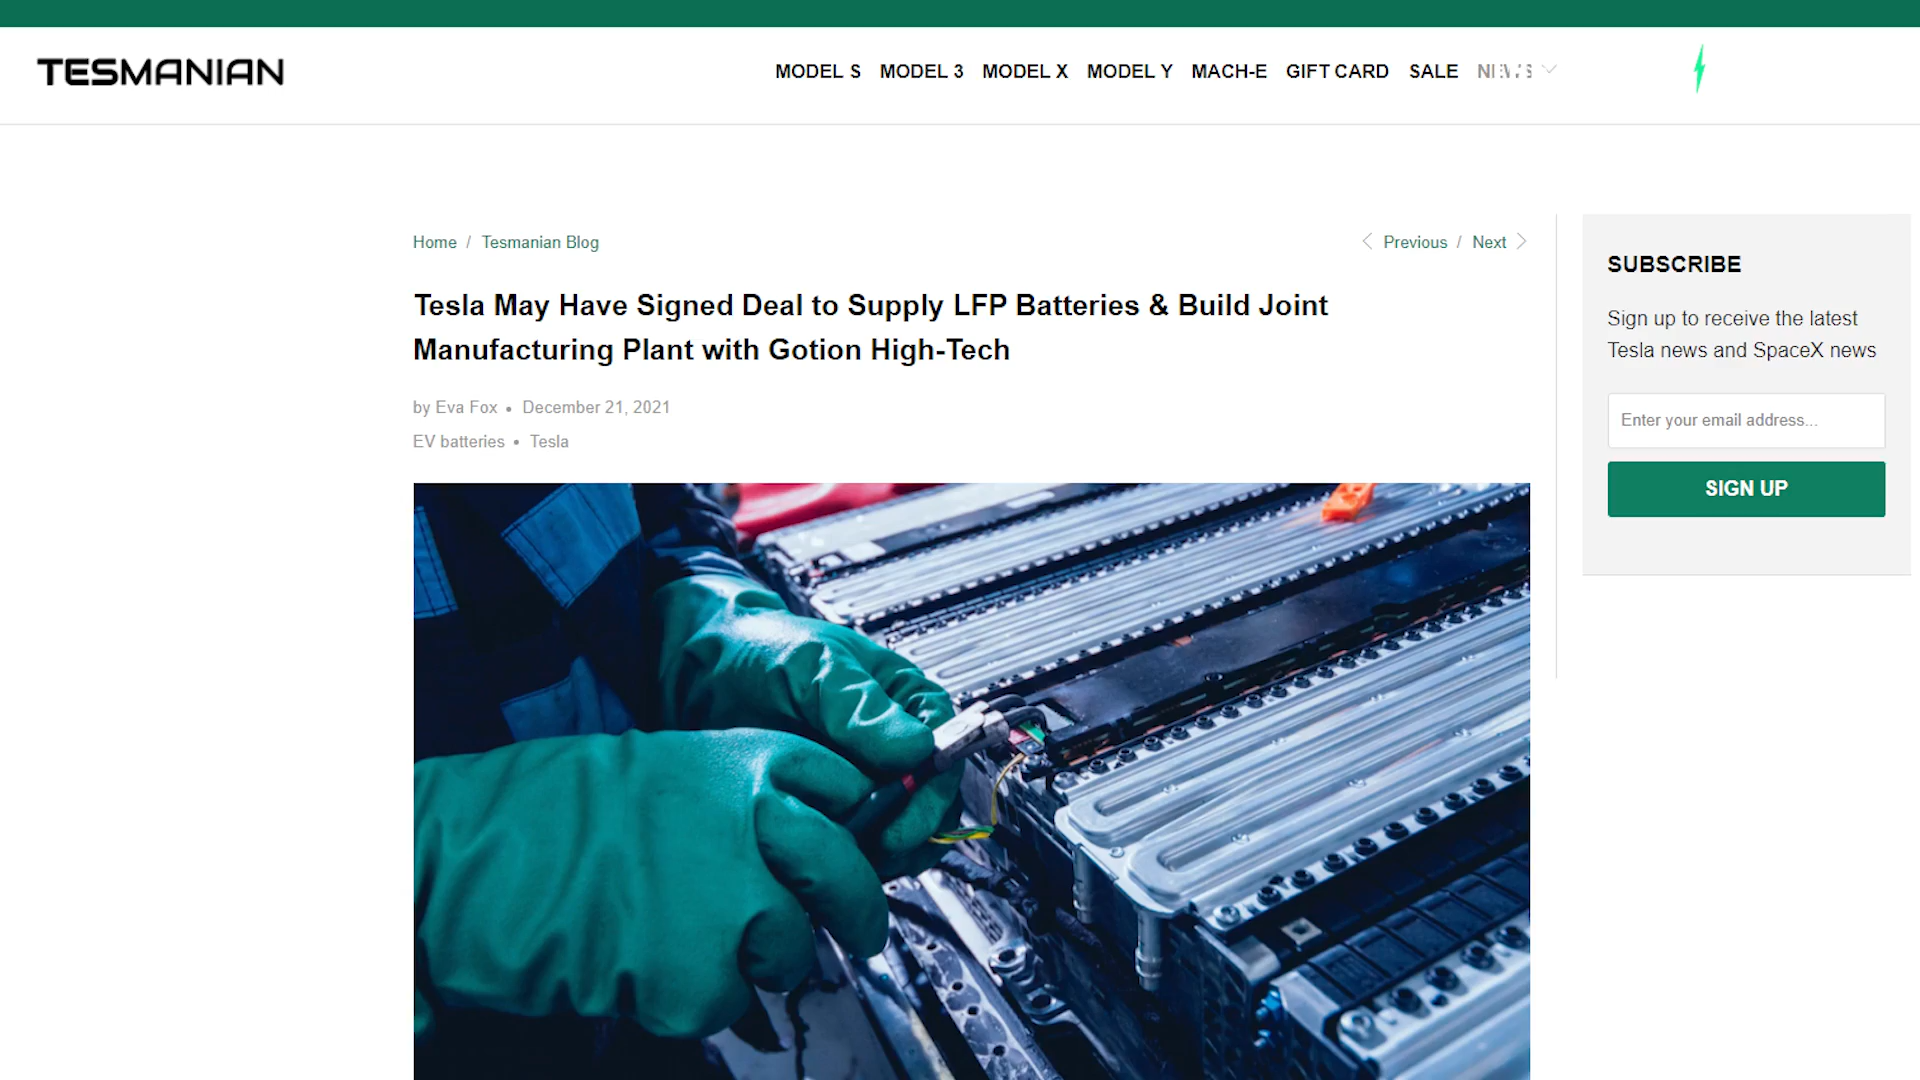 TESMANIAN
MODEL S MODEL 3 MODEL X MODEL Y MACH-E GIFT CARD SALE NEWS
Home / Tesmanian Blog
Previous / Next
Tesla May Have Signed Deal to Supply LFP Batteries & Build Joint
Manufacturing Plant with Gotion High-Tech
by Eva Fox • December 21, 2021
EV batteries • Tesla
SUBSCRIBE
Sign up to receive the latest
Tesla news and SpaceX news
Enter your email address...
SIGN UP